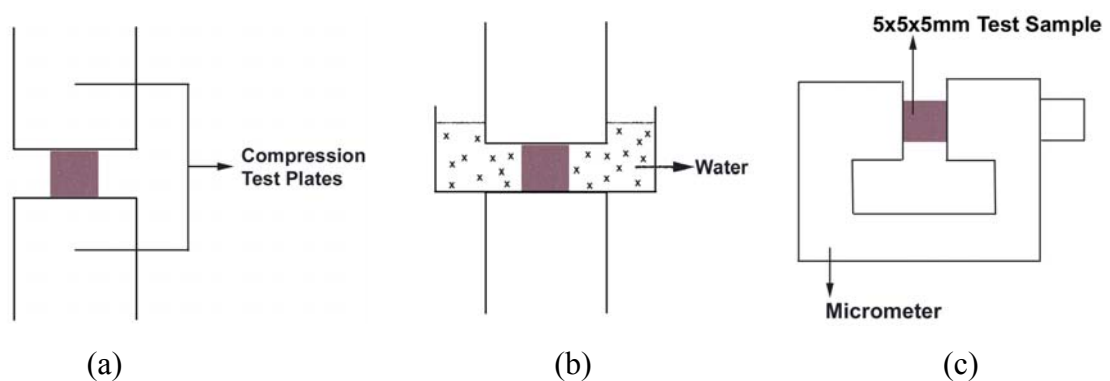 5x5x5mm Test Sample
Compression
Test Plates
Water
Micrometer
(a)
(b)
(c)